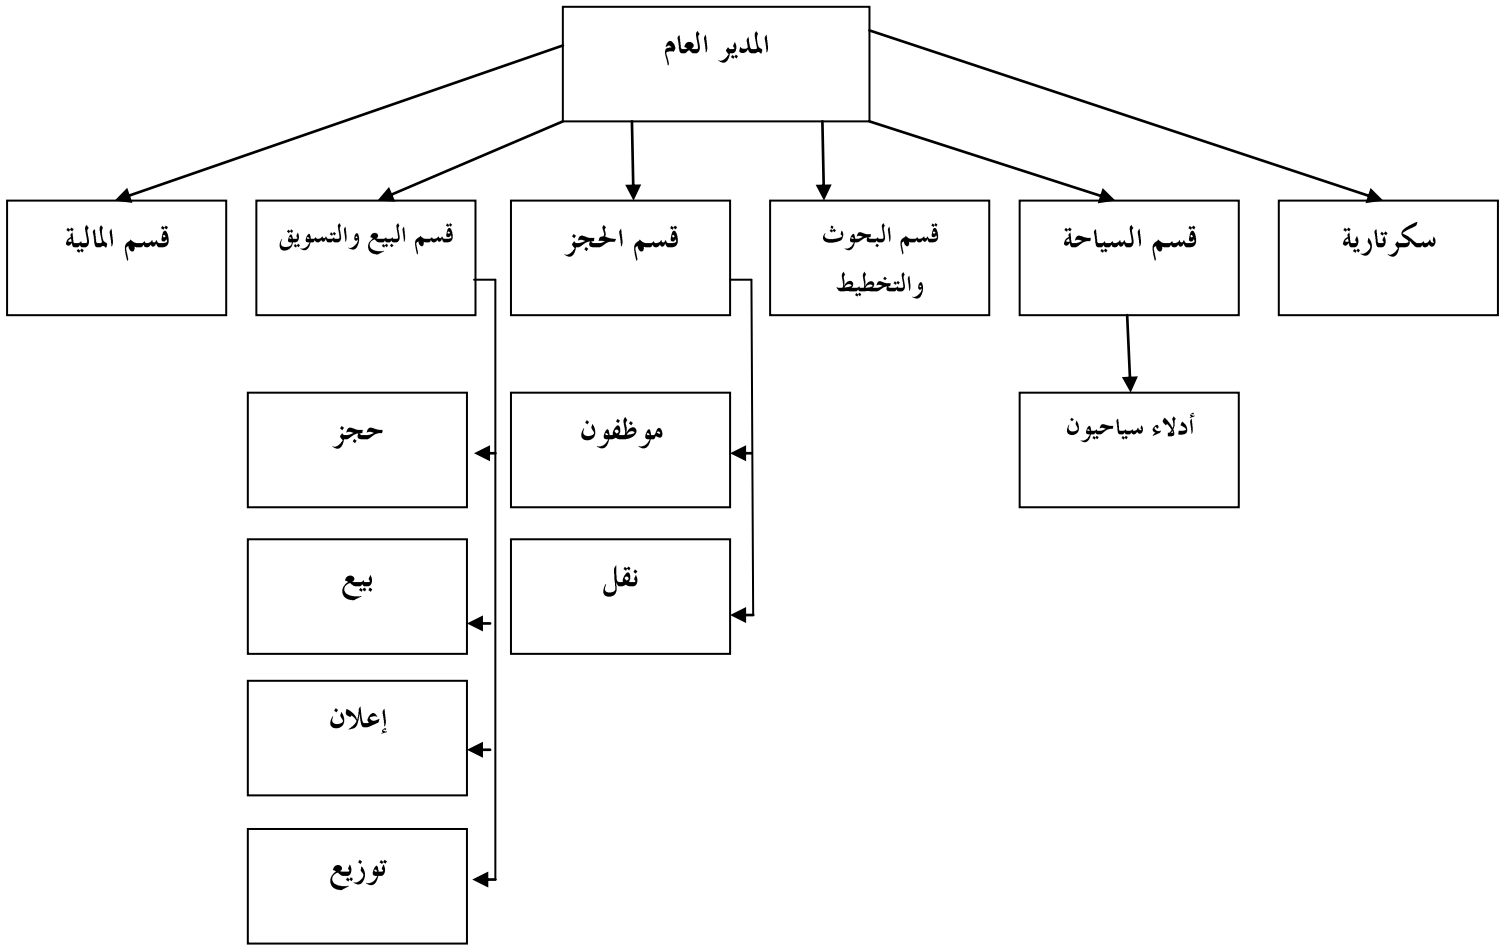 المدير العام
سكرتارية
قسم السياحة
قسم البحوث
والتخطيط
قسم الحجز
قسم البيع والتسويق
قسم المالية
أدلاء سياحيون
موظفون
حجز
نقل
بيع
إعلان
توزيع